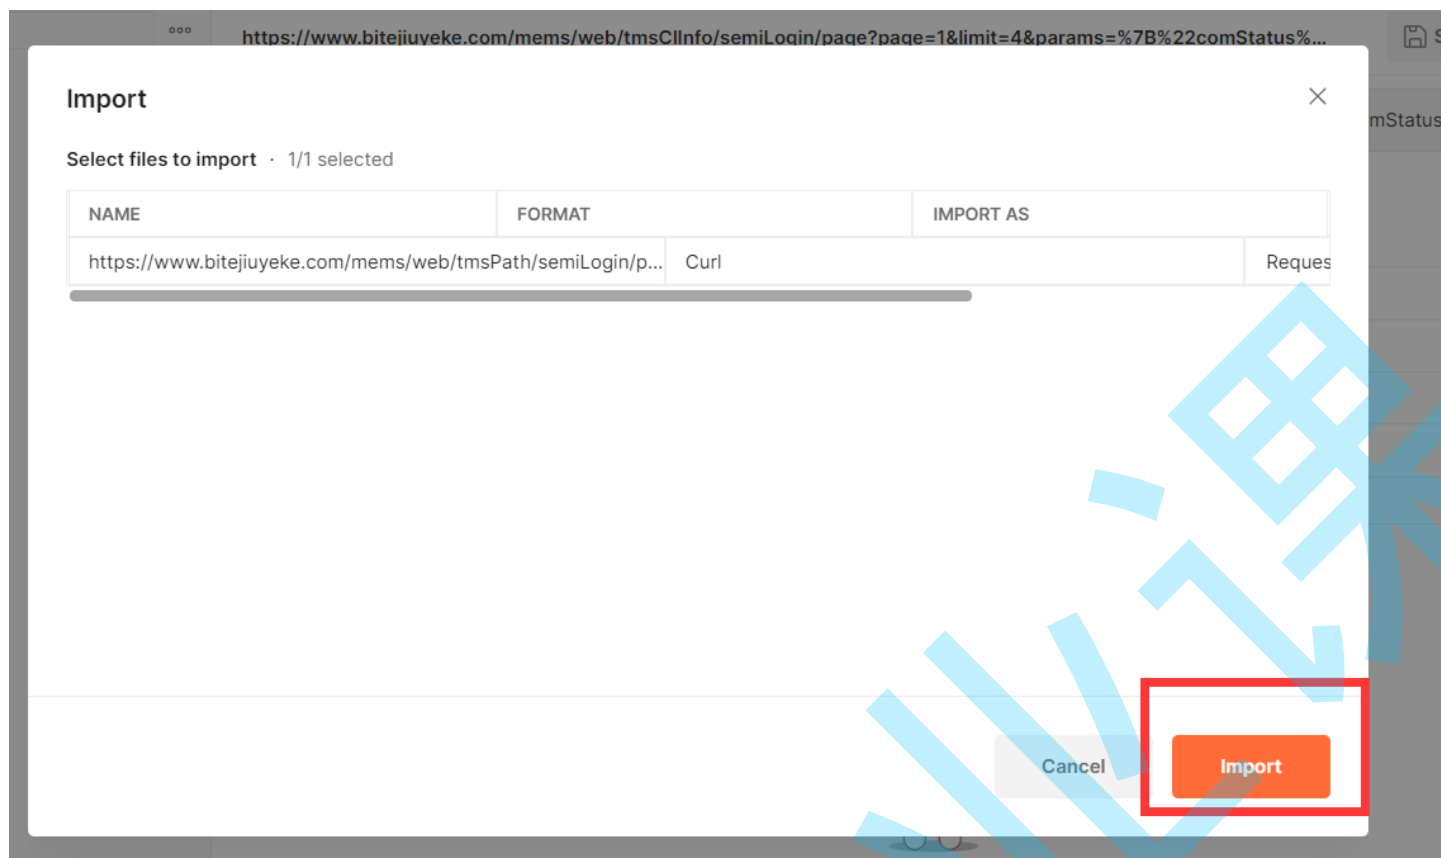 https://www.bitejiuyeke.com/mems/web/tmsClInfo/semiLogin/page?page=1&limit=4&params=%7B%22comStatus%...
S
Import
mStatus
Select files to import · 1/1 selected
NAME FORMAT IMPORT AS
https://www.bitejiuyeke.com/mems/web/tmsPath/semiLogin/p... Curl Reques
Cancel Import
业课